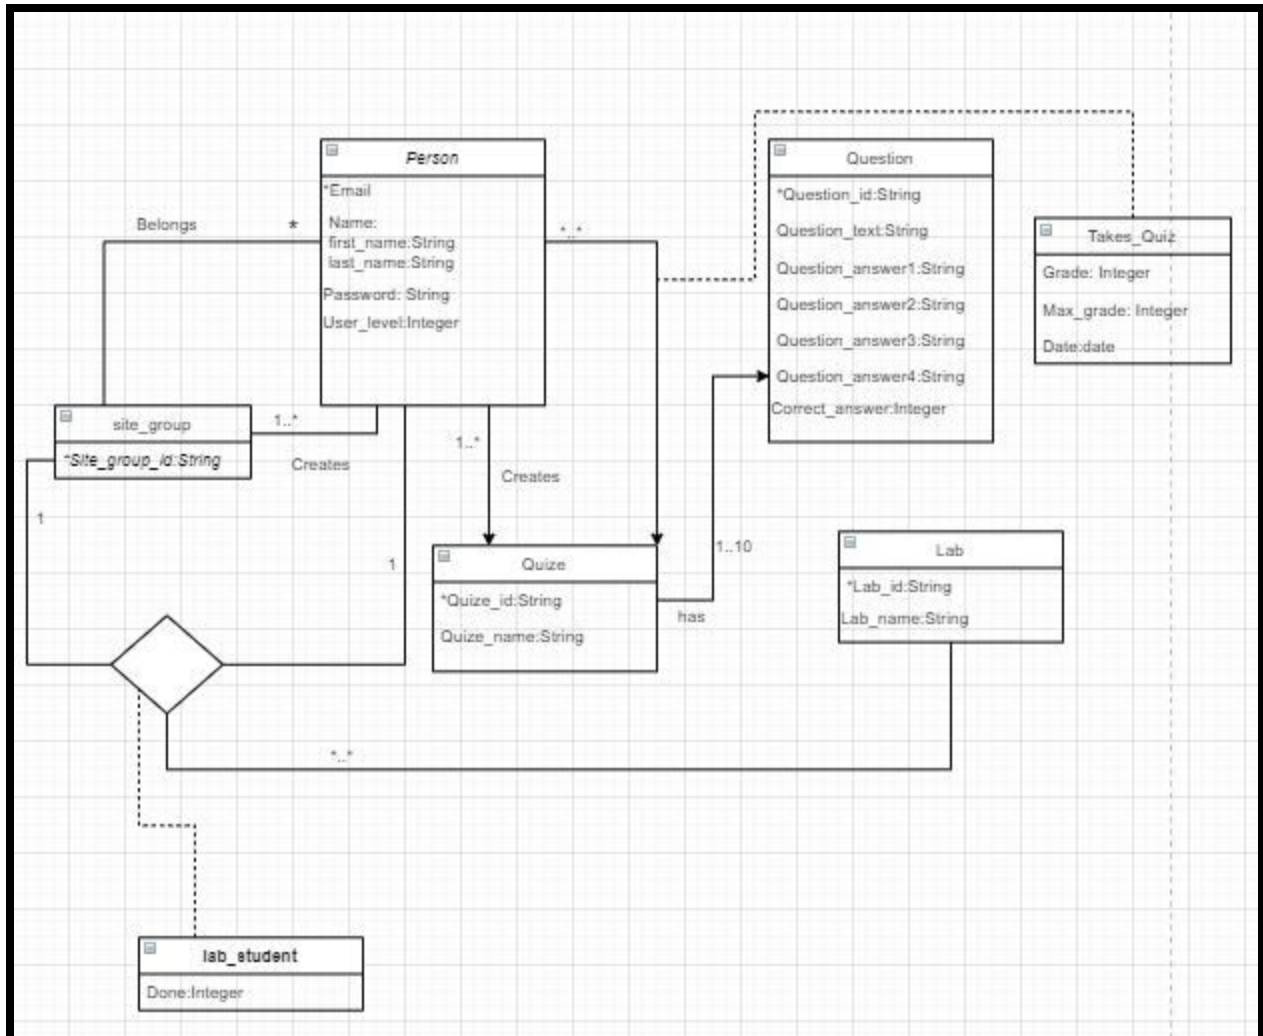 Person
*Email
Name:
first_name:String
last_name:String
Password: String
User_level:Integer
Belongs
*
*..*
Question
*Question_id:String
Question_text:String
Question_answer1:String
Question_answer2:String
Question_answer3:String
Question_answer4:String
Correct_answer:Integer
Takes_Quiz
Grade: Integer
Max_grade: Integer
Date:date
site_group
*Site_group_id:String
1..*
Creates
1..*
Creates
1
1
Quize
*Quize_id:String
Quize_name:String
1..10
has
Lab
*Lab_id:String
Lab_name:String
*..*
lab_student
Done:Integer